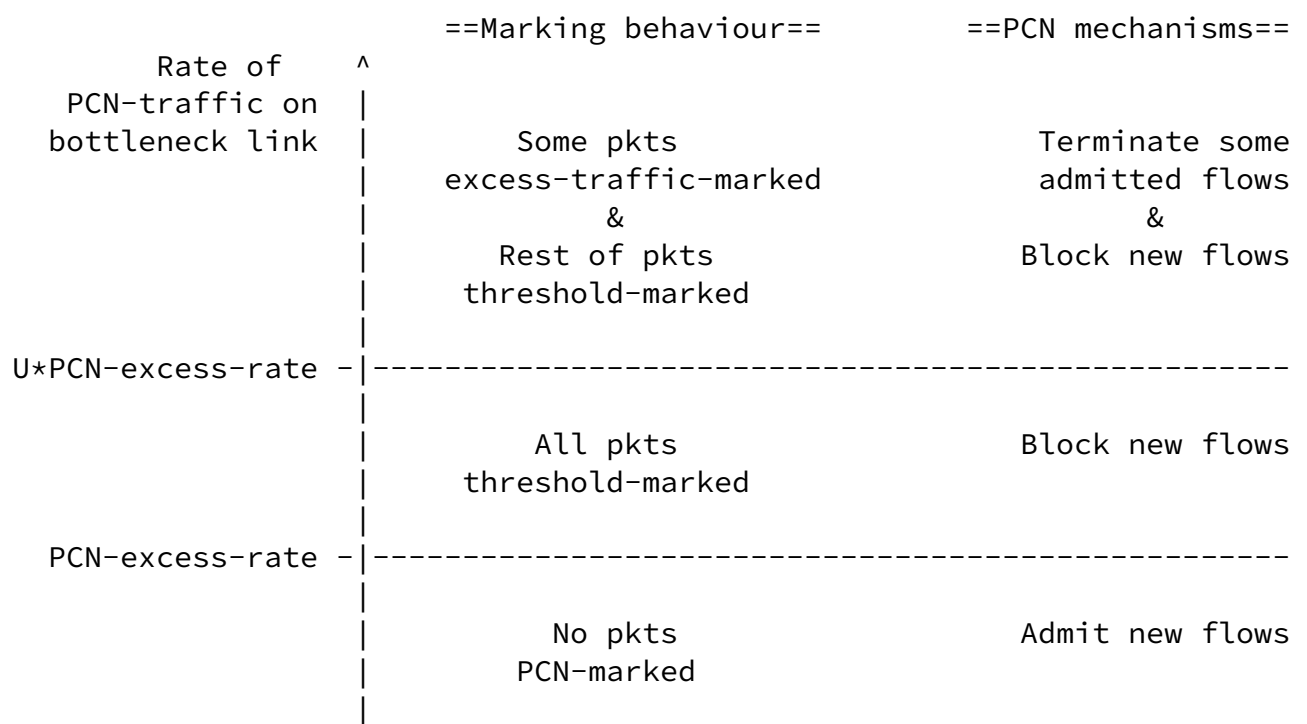 ==Marking behaviour== ==PCN mechanisms==
Rate of ^
PCN-traffic on |
bottleneck link | Some pkts Terminate some
| excess-traffic-marked admitted flows
| & &
| Rest of pkts Block new flows
| threshold-marked
|
U*PCN-excess-rate -|---------------------------------------------------
|
| All pkts Block new flows
| threshold-marked
|
PCN-excess-rate -|---------------------------------------------------
|
| No pkts Admit new flows
| PCN-marked
|